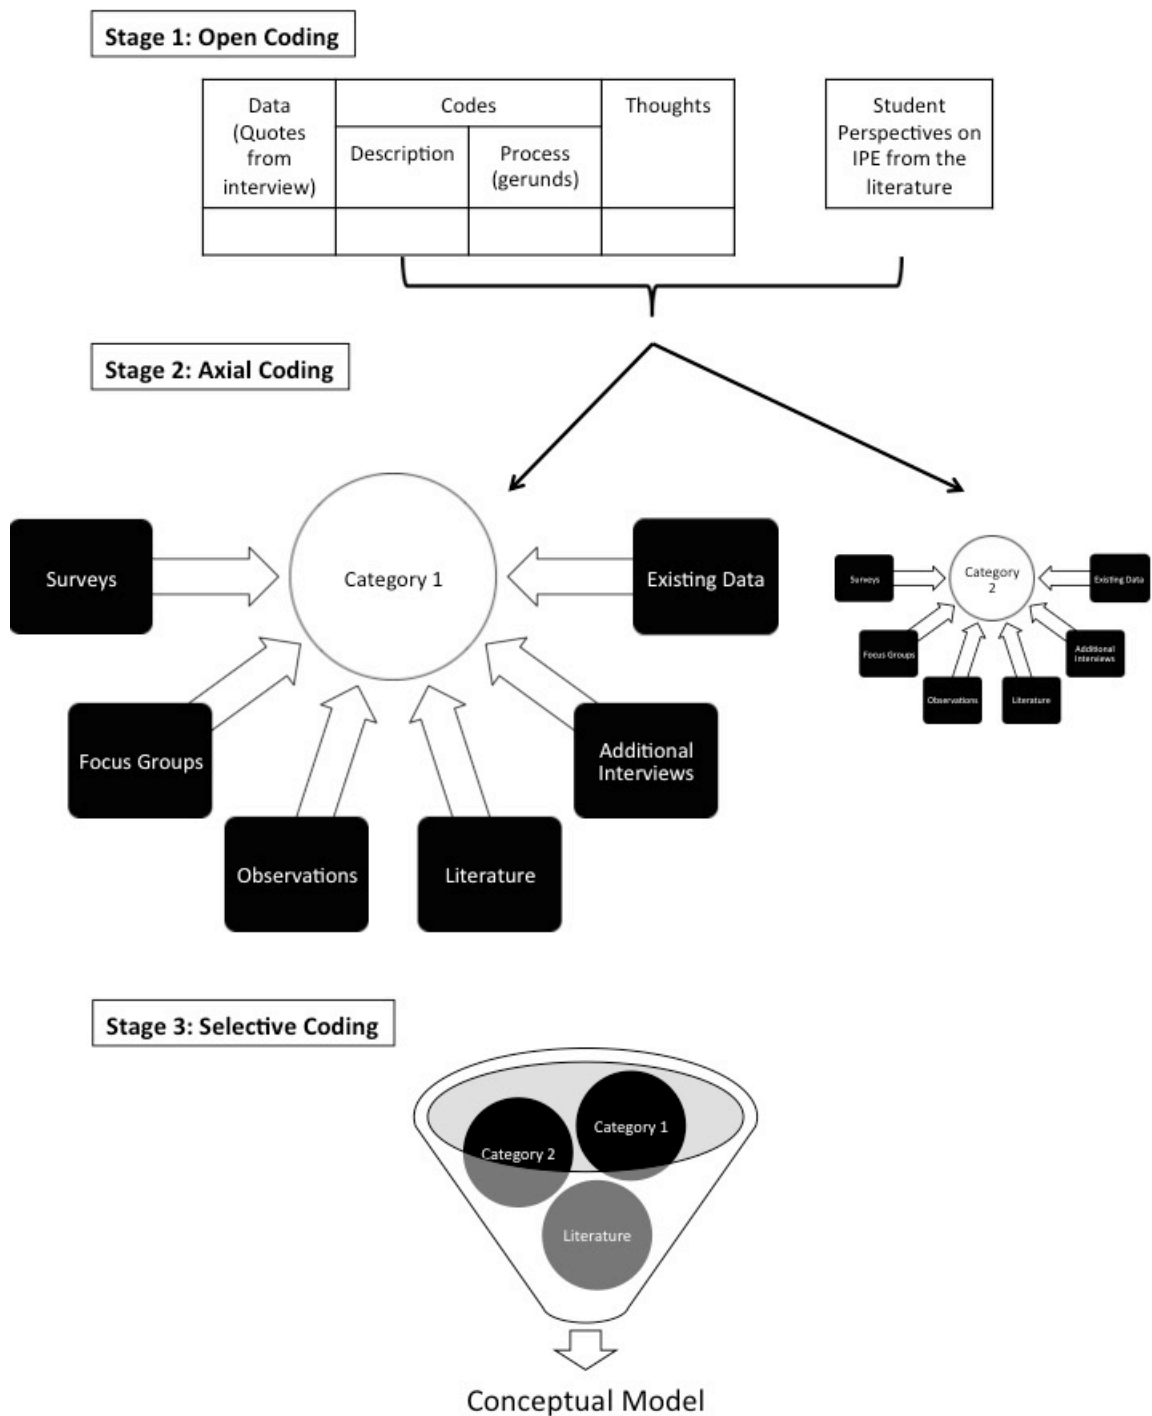 Stage 1: Open Coding
Data
(Quotes
from
interview)
Codes
Description
Process
(gerunds)
Thoughts
Student
Perspectives on
IPE from the
literature
Stage 2: Axial Coding
Surveys
Focus Groups
Observations
Literature
Additional
Interviews
Existing Data
Category 1
Surveys
Focus Groups
Observations
Literature
Additional
Interviews
Existing Data
Category
2
Stage 3: Selective Coding
Category 1
Category 2
Literature
Conceptual Model